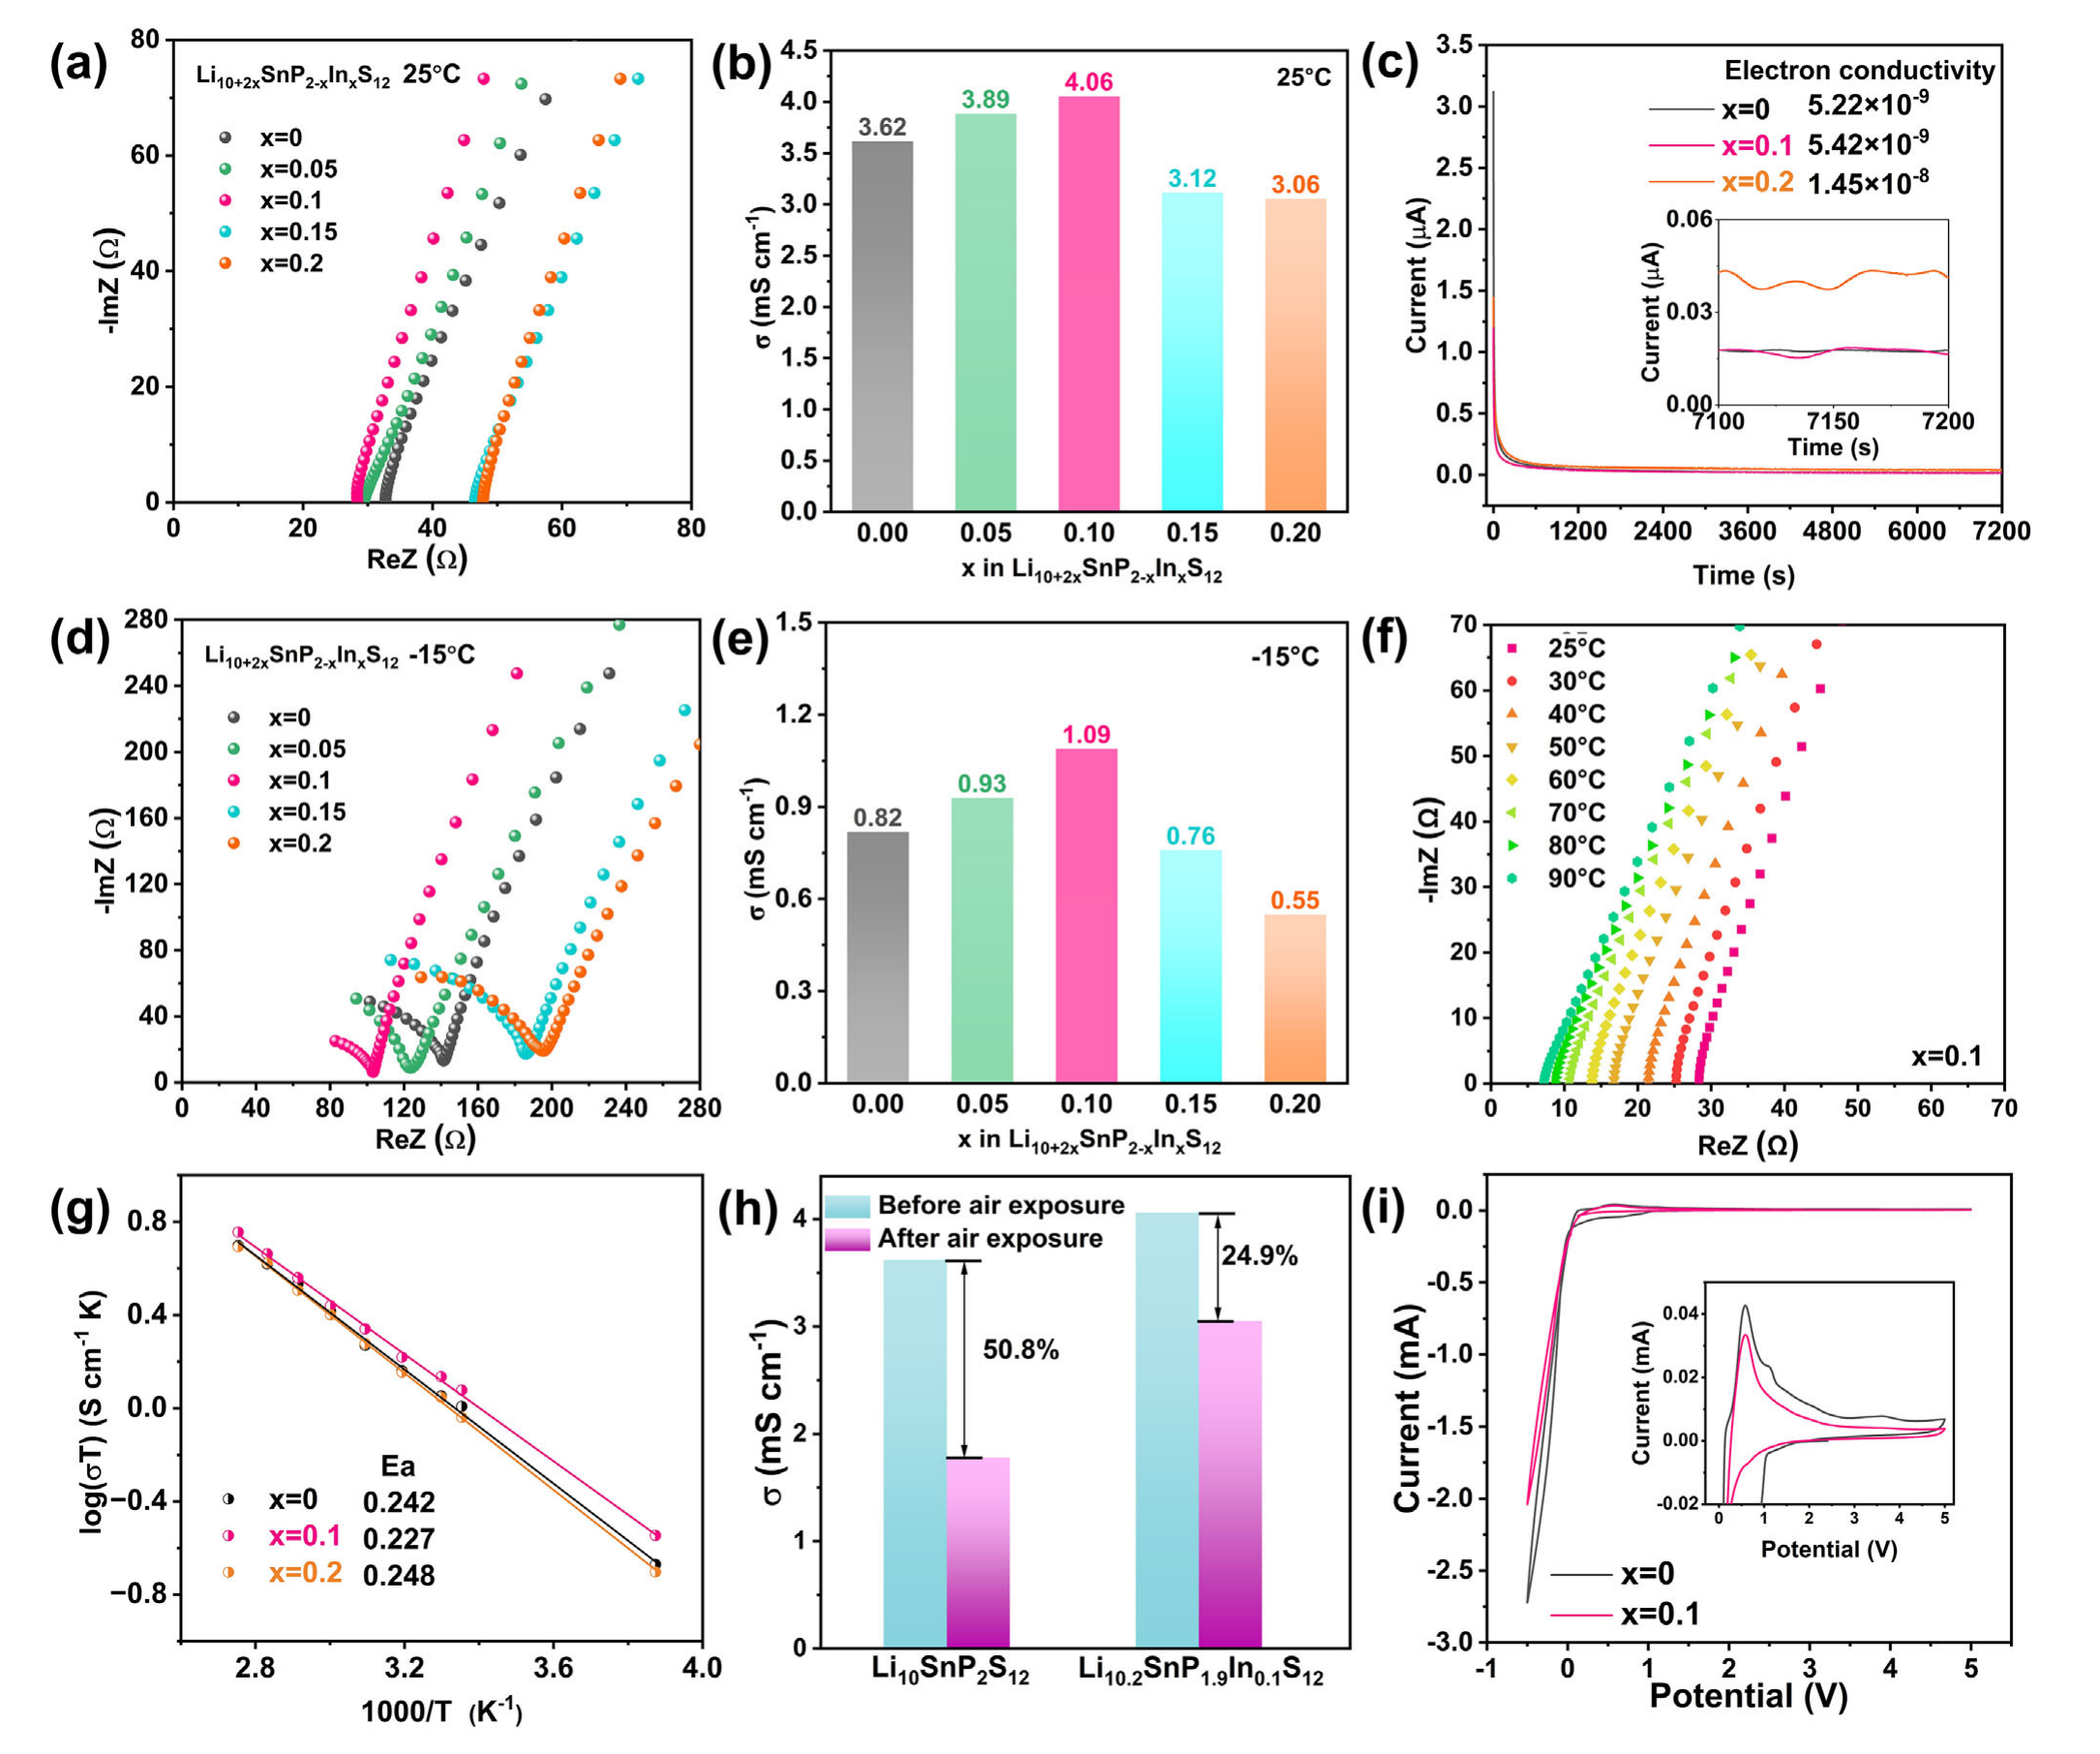 (a)
80
60
40
20
0
-ImZ (Ω)
Li10+2xSnP2-xInxS12 25°C
x=0
x=0.05
x=0.1
x=0.15
x=0.2
0 20 40 60 80
ReZ (Ω)
(b)
4.5
4.0
3.5
3.0
2.5
2.0
1.5
1.0
0.5
0.0
σ (mS cm-1)
25°C
3.62
3.89
4.06
3.12
3.06
0.00 0.05 0.10 0.15 0.20
x in Li10+2xSnP2-xInxS12
(c)
3.5
3.0
2.5
2.0
1.5
1.0
0.5
0.0
Current (μA)
Electron conductivity
x=0 5.22×10-9
x=0.1 5.42×10-9
x=0.2 1.45×10-8
0.06
0.03
0.00
Current (μA)
7100 7150 7200
Time (s)
0 1200 2400 3600 4800 6000 7200
Time (s)
(d)
280
240
200
160
120
80
40
0
-ImZ (Ω)
Li10+2xSnP2-xInxS12 -15°C
x=0
x=0.05
x=0.1
x=0.15
x=0.2
0 40 80 120 160 200 240 280
ReZ (Ω)
(e)
1.5
1.2
0.9
0.6
0.3
0.0
σ (mS cm-1)
-15°C
0.82
0.93
1.09
0.76
0.55
0.00 0.05 0.10 0.15 0.20
x in Li10+2xSnP2-xInxS12
(f)
70
60
50
40
30
20
10
0
-ImZ (Ω)
25°C
30°C
40°C
50°C
60°C
70°C
80°C
90°C
x=0.1
0 10 20 30 40 50 60 70
ReZ (Ω)
(g)
0.8
0.4
0.0
−0.4
−0.8
log(σT) (S cm-1 K)
Ea
x=0 0.242
x=0.1 0.227
x=0.2 0.248
2.8 3.2 3.6 4.0
1000/T (K-1)
(h)
4
3
2
1
0
σ (mS cm-1)
Before air exposure
After air exposure
50.8%
24.9%
Li10SnP2S12 Li10.2SnP1.9In0.1S12
(i)
0.0
-0.5
-1.0
-1.5
-2.0
-2.5
-3.0
Current (mA)
0.04
0.02
0.00
-0.02
Current (mA)
0 1 2 3 4 5
Potential (V)
x=0
x=0.1
-1 0 1 2 3 4 5
Potential (V)